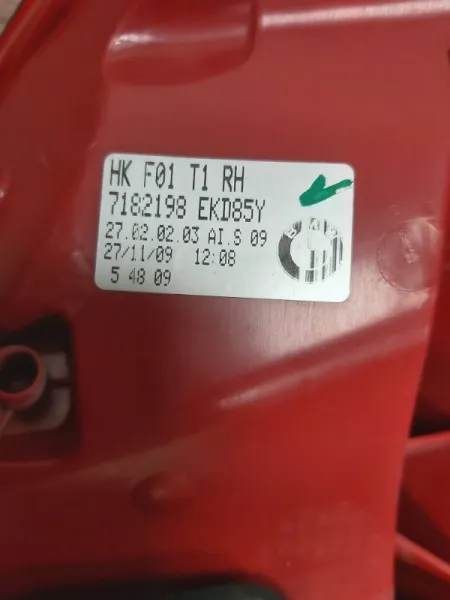 HK F01 T1 RH
7182198 EKD85Y
27.02.02.03 AI.S 09
27/11/09 12:08
5 48 09
BMW